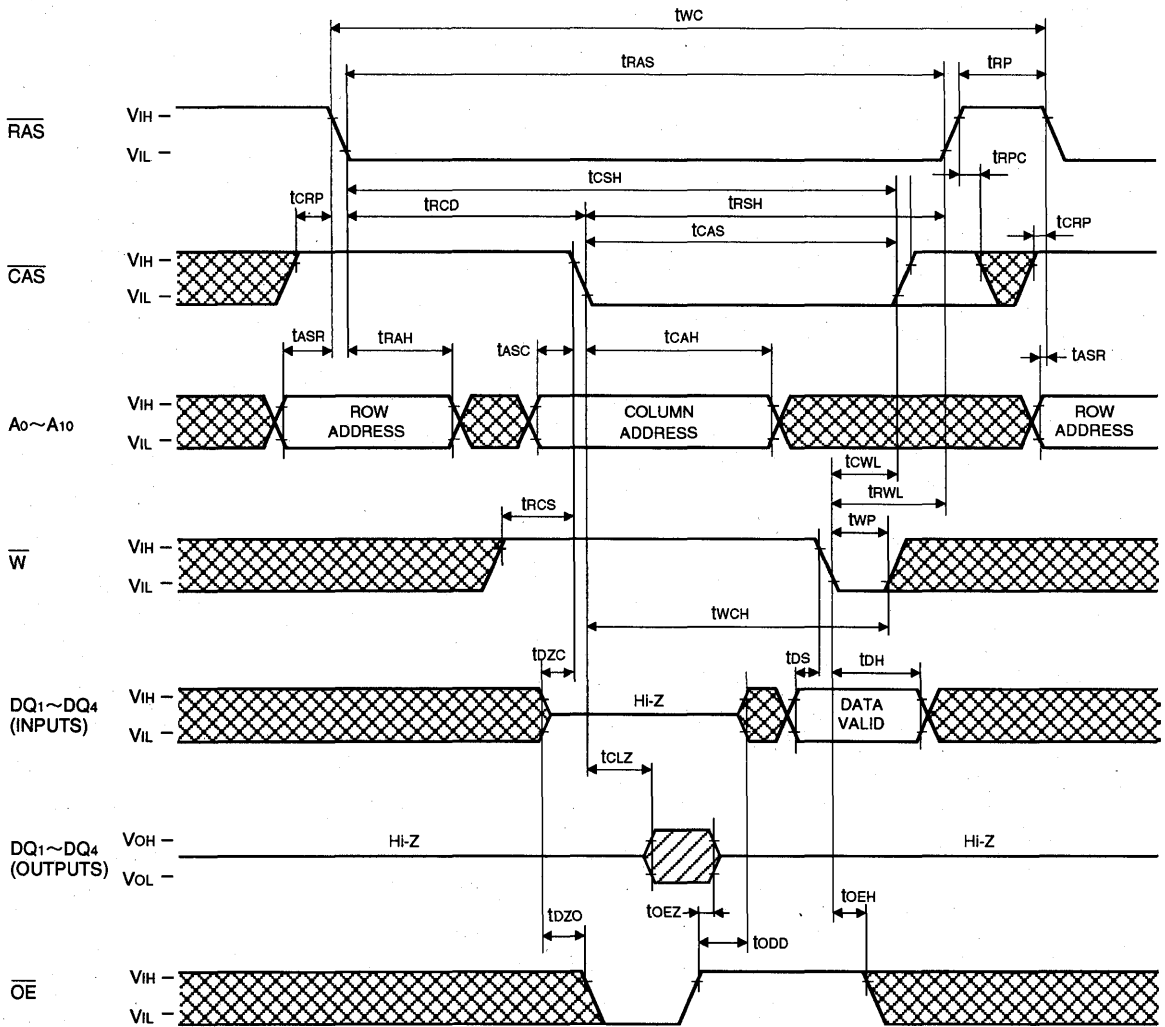 tWC
tRAS
tRP
RAS
VIH
VIL
tRPC
tCSH
tCRP
tRCD
tRSH
tCRP
tCAS
CAS
VIH
VIL
tASR
tRAH
tASC
tCAH
tASR
A0~A10
VIH
VIL
ROW
ADDRESS
COLUMN
ADDRESS
ROW
ADDRESS
tCWL
tRWL
tRCS
tWP
W
VIH
VIL
tWCH
tDZC
tDS
tDH
DQ1~DQ4
(INPUTS)
VIH
VIL
Hi-Z
DATA
VALID
tCLZ
DQ1~DQ4
(OUTPUTS)
VOH
VOL
Hi-Z
Hi-Z
tDZO
tOEZ
tOEH
tODD
OE
VIH
VIL